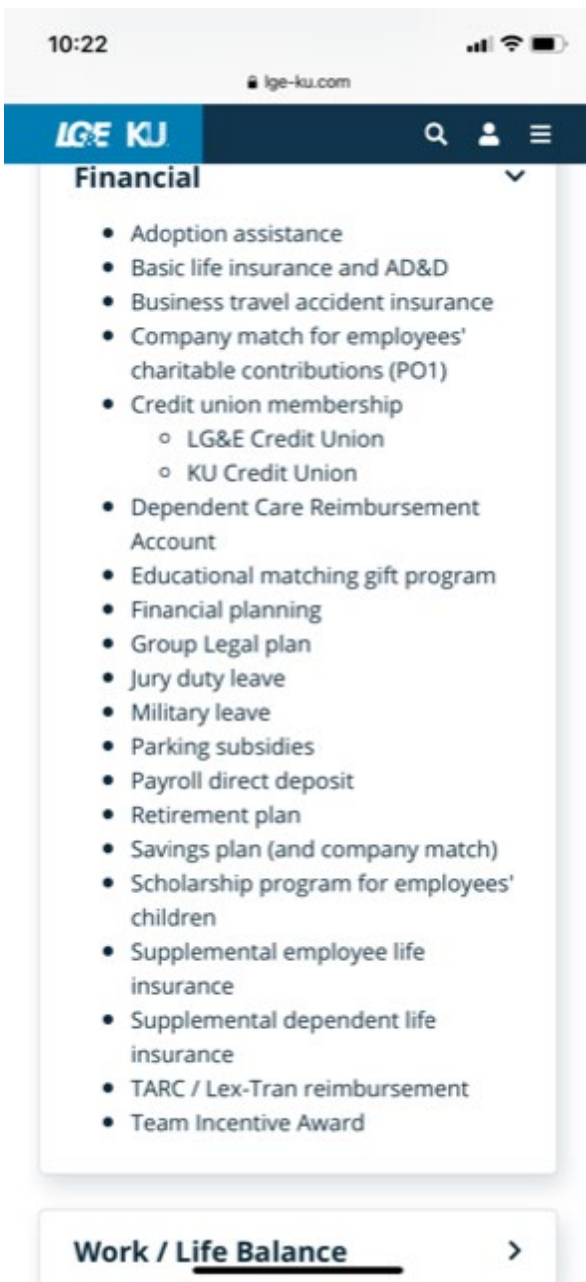 10:22
lge-ku.com
LG&E KU
Financial
Adoption assistance
Basic life insurance and AD&D
Business travel accident insurance
Company match for employees'
charitable contributions (PO1)
Credit union membership
LG&E Credit Union
KU Credit Union
Dependent Care Reimbursement
Account
Educational matching gift program
Financial planning
Group Legal plan
Jury duty leave
Military leave
Parking subsidies
Payroll direct deposit
Retirement plan
Savings plan (and company match)
Scholarship program for employees'
children
Supplemental employee life
insurance
Supplemental dependent life
insurance
TARC / Lex-Tran reimbursement
Team Incentive Award
Work / Life Balance